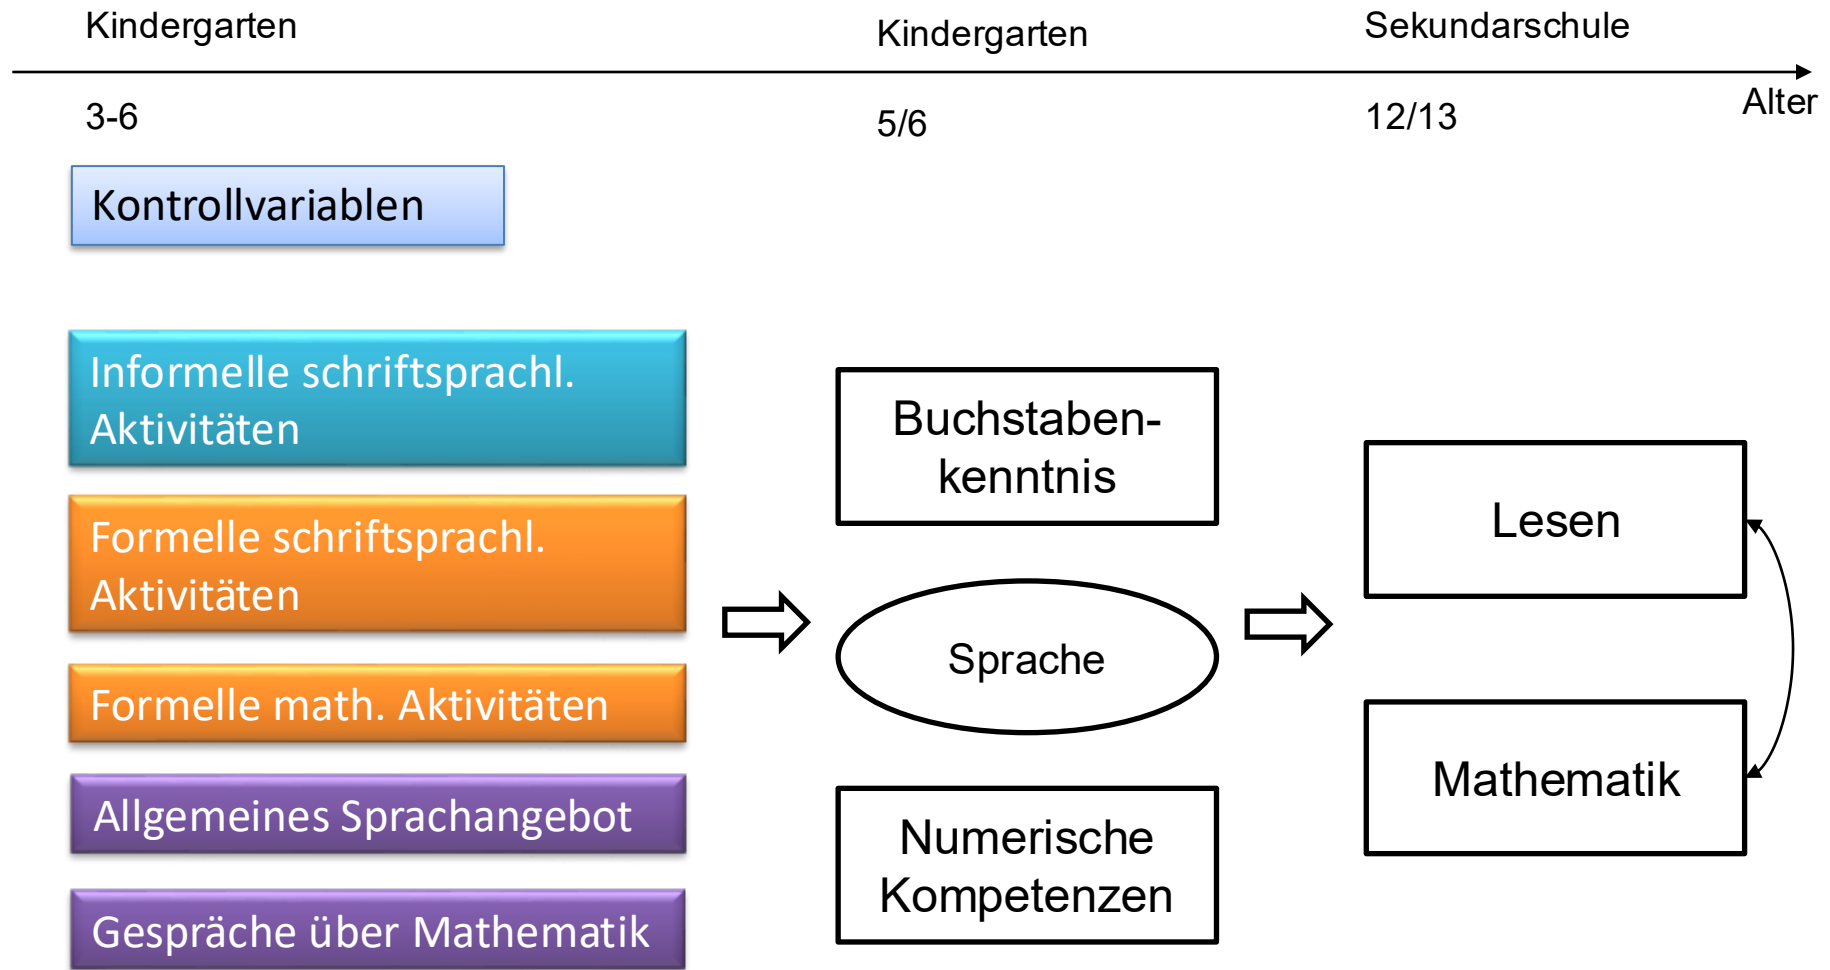 Kindergarten
Kindergarten
Sekundarschule
3-6
5/6
12/13
Alter
Kontrollvariablen
Informelle schriftsprachl.
Aktivitäten
Formelle schriftsprachl.
Aktivitäten
Formelle math. Aktivitäten
Allgemeines Sprachangebot
Gespräche über Mathematik
Buchstaben-
kenntnis
Sprache
Numerische
Kompetenzen
Lesen
Mathematik